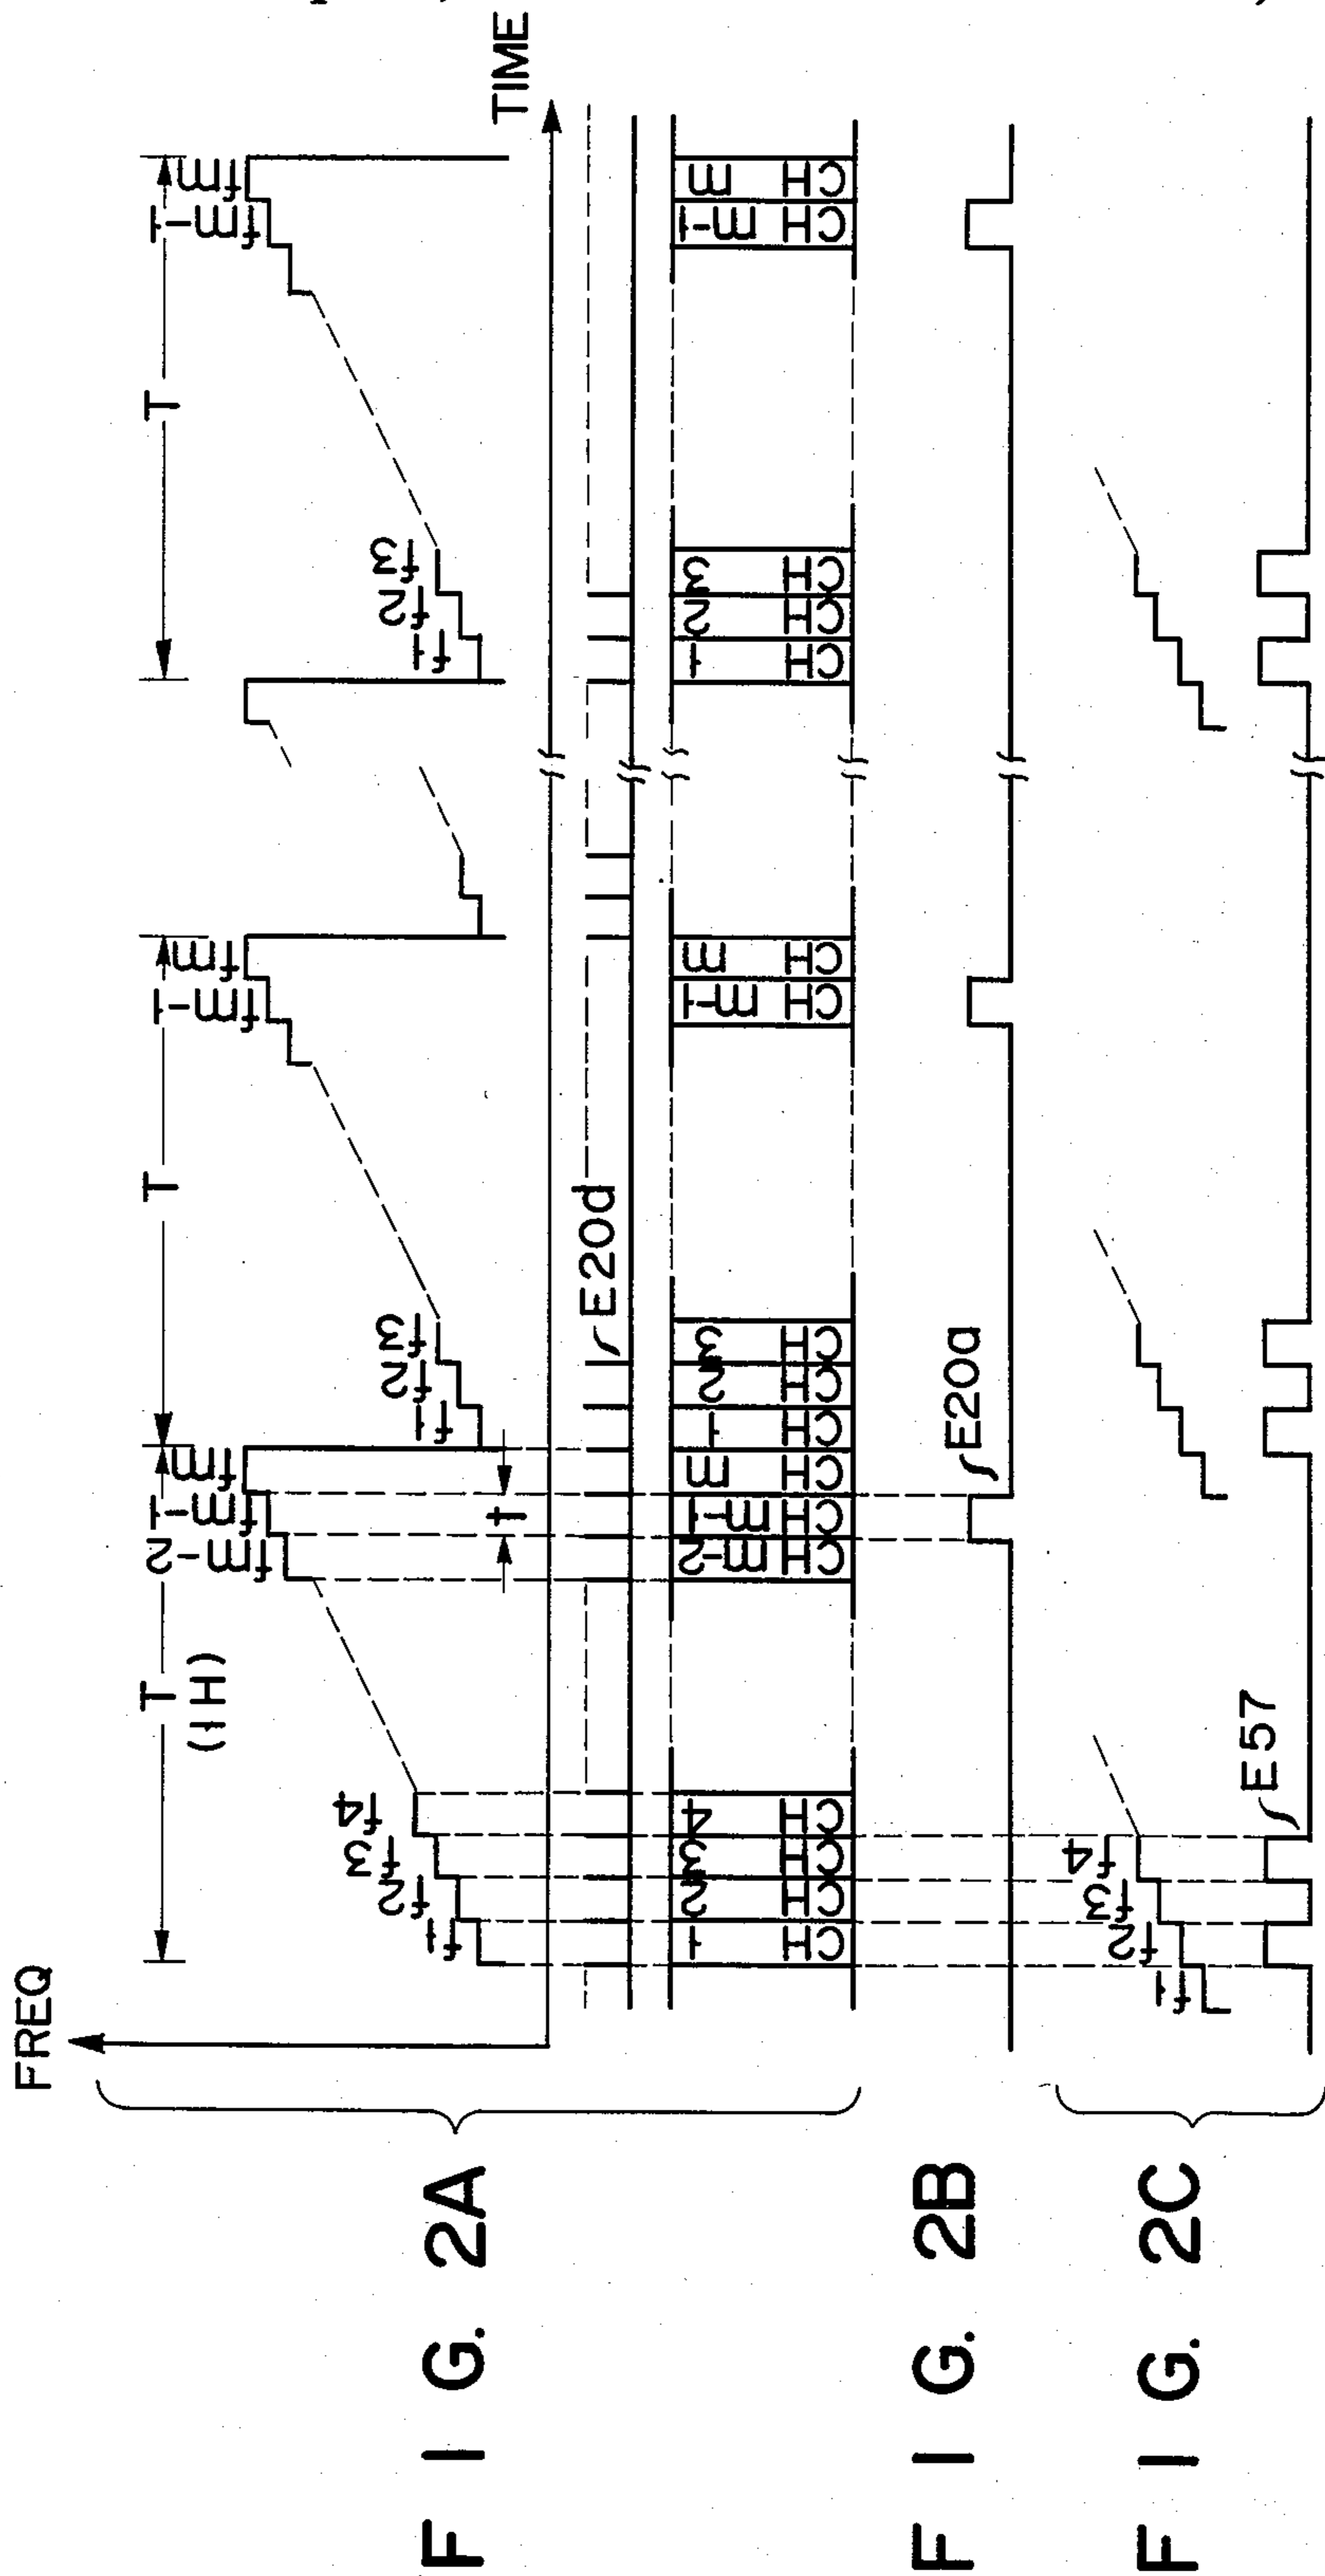 FREQ
T
(1H)
T
T
f1 f2 f3 f4 fm-2 fm-1 fm f1 f2 f3 fm-1 fm f1 f2 f3 fm-1 fm
t
TIME
E20d
CH 1 CH 2 CH 3 CH 4 CH m-2 CH m-1 CH m CH 1 CH 2 CH 3 CH m-1 CH m CH 1 CH 2 CH 3 CH m-1 CH m
FIG. 2A
E20a
FIG. 2B
f1 f2 f3 f4
E57
FIG. 2C